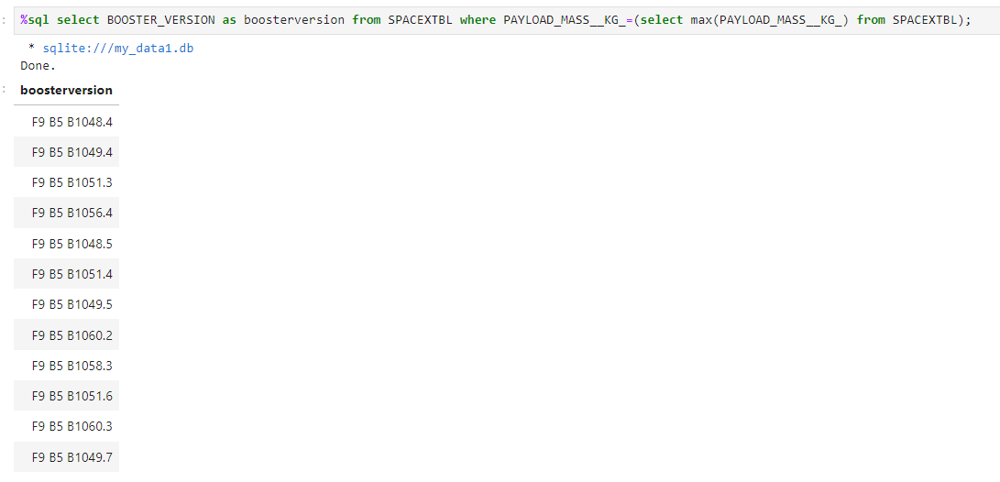 : %sql select BOOSTER_VERSION as boosterversion from SPACEXTBL where PAYLOAD_MASS__KG_=(select max(PAYLOAD_MASS__KG_) from SPACEXTBL);
* sqlite:///my_data1.db
Done.
: boosterversion
F9 B5 B1048.4
F9 B5 B1049.4
F9 B5 B1051.3
F9 B5 B1056.4
F9 B5 B1048.5
F9 B5 B1051.4
F9 B5 B1049.5
F9 B5 B1060.2
F9 B5 B1058.3
F9 B5 B1051.6
F9 B5 B1060.3
F9 B5 B1049.7